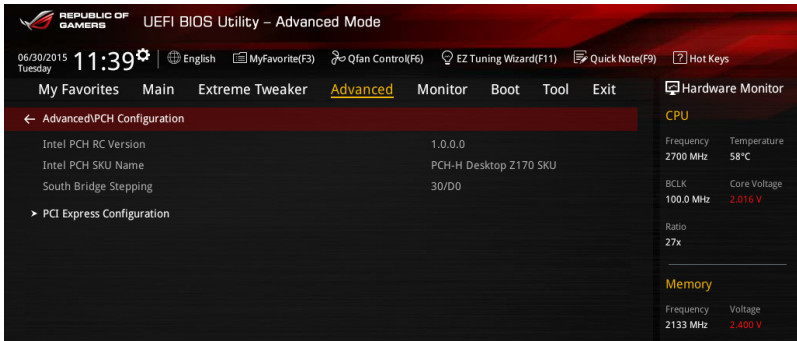 REPUBLIC OF
GAMERS
UEFI BIOS Utility – Advanced Mode
06/30/2015
Tuesday
11:39
English
MyFavorite(F3)
Qfan Control(F6)
EZ Tuning Wizard(F11)
Quick Note(F9)
? Hot Keys
My Favorites Main Extreme Tweaker Advanced Monitor Boot Tool Exit
Advanced\PCH Configuration
Intel PCH RC Version 1.0.0.0
Intel PCH SKU Name PCH-H Desktop Z170 SKU
South Bridge Stepping 30/D0
PCI Express Configuration
Hardware Monitor
CPU
Frequency Temperature
2700 MHz 58°C
BCLK Core Voltage
100.0 MHz 2.016 V
Ratio
27x
Memory
Frequency Voltage
2133 MHz 2.400 V